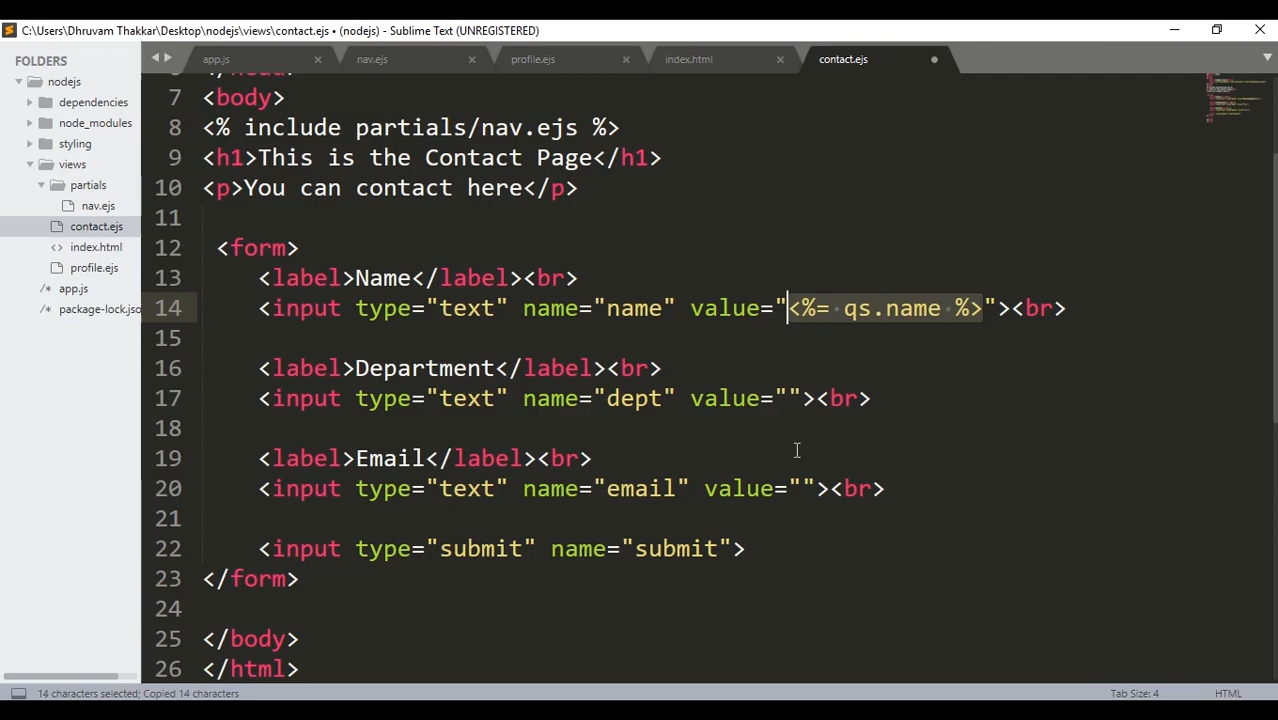 C:\Users\Dhruvam Thakkar\Desktop\nodejs\views\contact.ejs • (nodejs) - Sublime Text (UNREGISTERED)
FOLDERS
nodejs
dependencies
node_modules
styling
views
partials
nav.ejs
contact.ejs
index.html
profile.ejs
app.js
package-lock.jso
app.js
nav.ejs
profile.ejs
index.html
contact.ejs
7 <body>
8 <% include partials/nav.ejs %>
9 <h1>This is the Contact Page</h1>
10 <p>You can contact here</p>
11
12 <form>
13 <label>Name</label><br>
14 <input type="text" name="name" value="<%= qs.name %>"><br>
15
16 <label>Department</label><br>
17 <input type="text" name="dept" value=""><br>
18
19 <label>Email</label><br>
20 <input type="text" name="email" value=""><br>
21
22 <input type="submit" name="submit">
23 </form>
24
25 </body>
26 </html>
14 characters selected; Copied 14 characters
Tab Size: 4
HTML